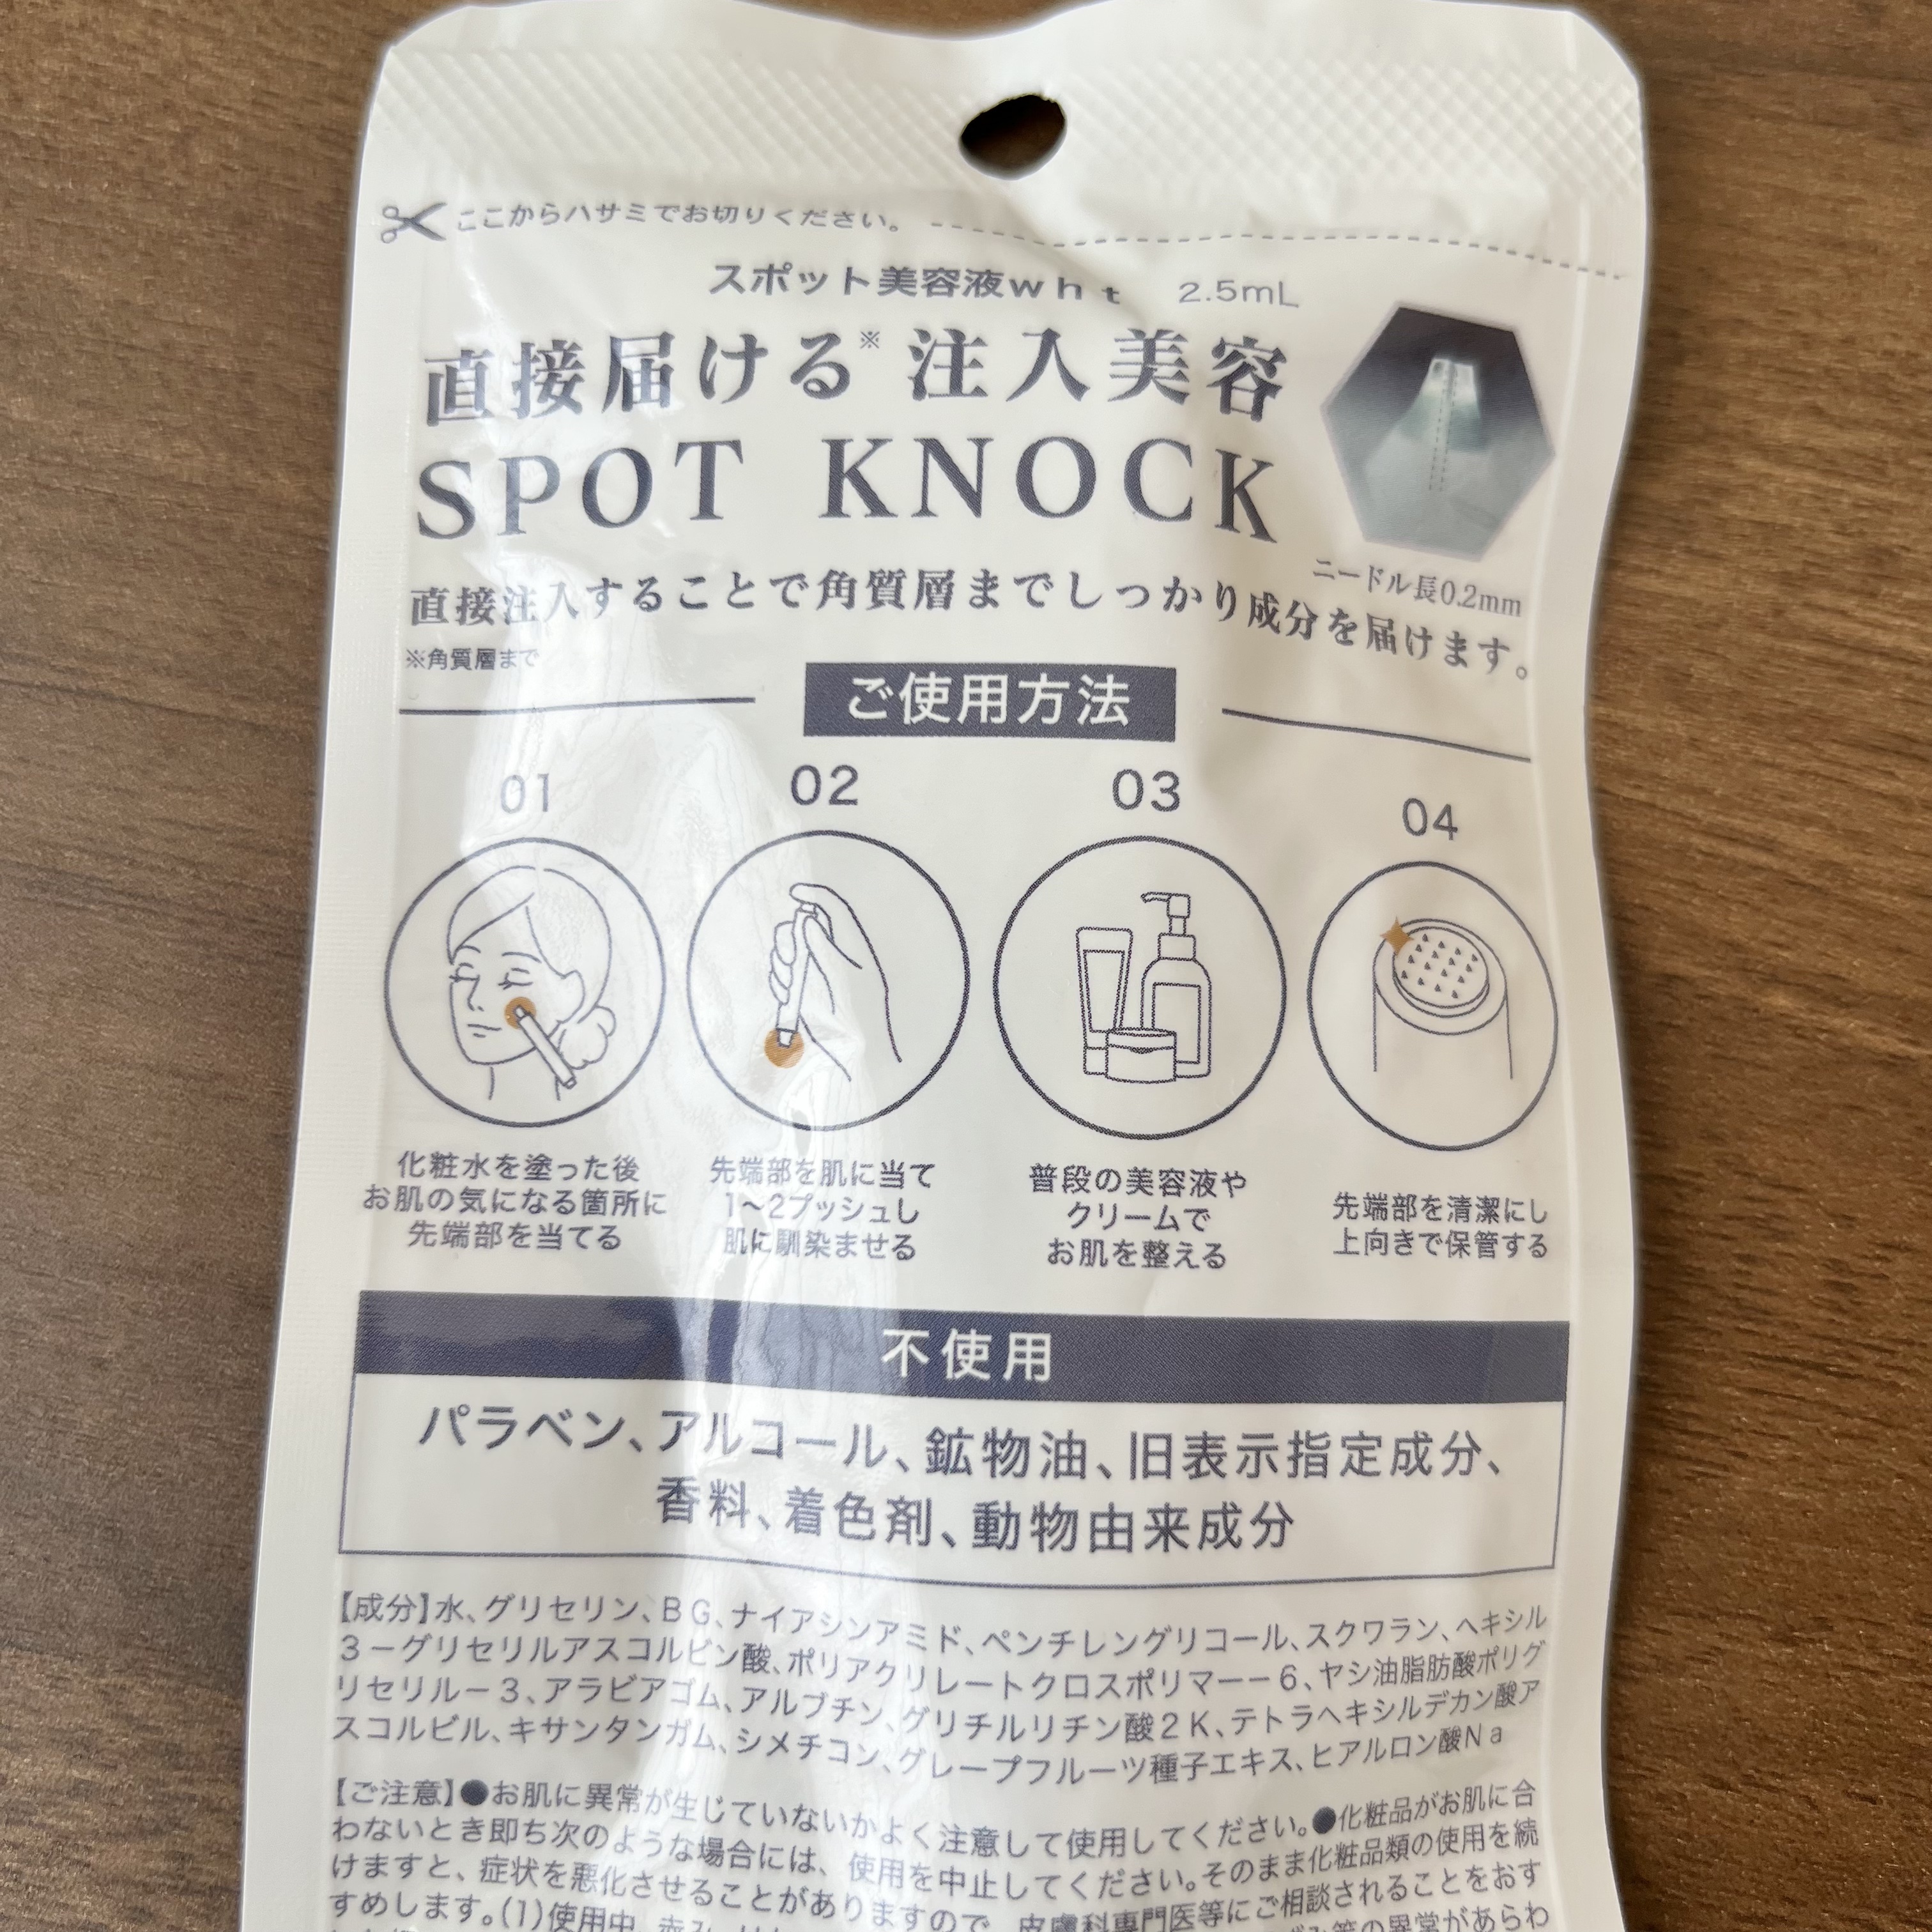 ここからハサミでお切りください。
スポット美容液ｗｈｔ　2.5mL
直接届ける※ 注入美容
SPOT KNOCK
ニードル長0.2mm
直接注入することで角質層までしっかり成分を届けます。
※角質層まで
ご使用方法
01
化粧水を塗った後
お肌の気になる箇所に
先端部を当てる
02
先端部を肌に当て
1〜2プッシュし
肌に馴染ませる
03
普段の美容液や
クリームで
お肌を整える
04
先端部を清潔にし
上向きで保管する
不使用
パラベン、アルコール、鉱物油、旧表示指定成分、
香料、着色剤、動物由来成分
【成分】水、グリセリン、ＢＧ、ナイアシンアミド、ペンチレングリコール、スクワラン、ヘキシル
３－グリセリルアスコルビン酸、ポリアクリレートクロスポリマー－６、ヤシ油脂肪酸ポリグ
リセリル－３、アラビアゴム、アルブチン、グリチルリチン酸２Ｋ、テトラヘキシルデカン酸ア
スコルビル、キサンタンガム、シメチコン、グレープフルーツ種子エキス、ヒアルロン酸Ｎａ
【ご注意】●お肌に異常が生じていないかよく注意して使用してください。●化粧品がお肌に合
わないとき即ち次のような場合には、使用を中止してください。そのまま化粧品類の使用を続
けますと、症状を悪化させることがありますので、皮膚科専門医等にご相談されることをおす
すめします。(1)使用中、赤み、 等の異常があらわ